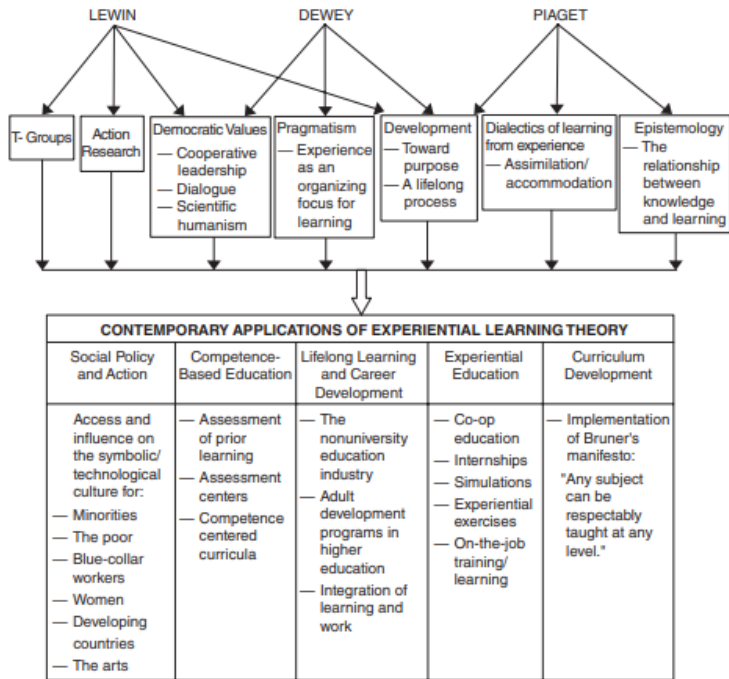 LEWIN
DEWEY
PIAGET
T- Groups
Action
Research
Democratic Values
— Cooperative
leadership
— Dialogue
— Scientific
humanism
Pragmatism
— Experience
as an
organizing
focus for
learning
Development
— Toward
purpose
— A lifelong
process
Dialectics of learning
from experience
— Assimilation/
accommodation
Epistemology
— The
relationship
between
knowledge
and learning
CONTEMPORARY APPLICATIONS OF EXPERIENTIAL LEARNING THEORY
Social Policy
and Action
Access and
influence on
the symbolic/
technological
culture for:
— Minorities
— The poor
— Blue-collar
workers
— Women
— Developing
countries
— The arts
Competence-
Based Education
— Assessment
of prior
learning
— Assessment
centers
— Competence
centered
curricula
Lifelong Learning
and Career
Development
— The
nonuniversity
education
industry
— Adult
development
programs in
higher
education
— Integration of
learning and
work
Experiential
Education
— Co-op
education
— Internships
— Simulations
— Experiential
exercises
— On-the-job
training/
learning
Curriculum
Development
— Implementation
of Bruner's
manifesto:
"Any subject
can be
respectably
taught at any
level."